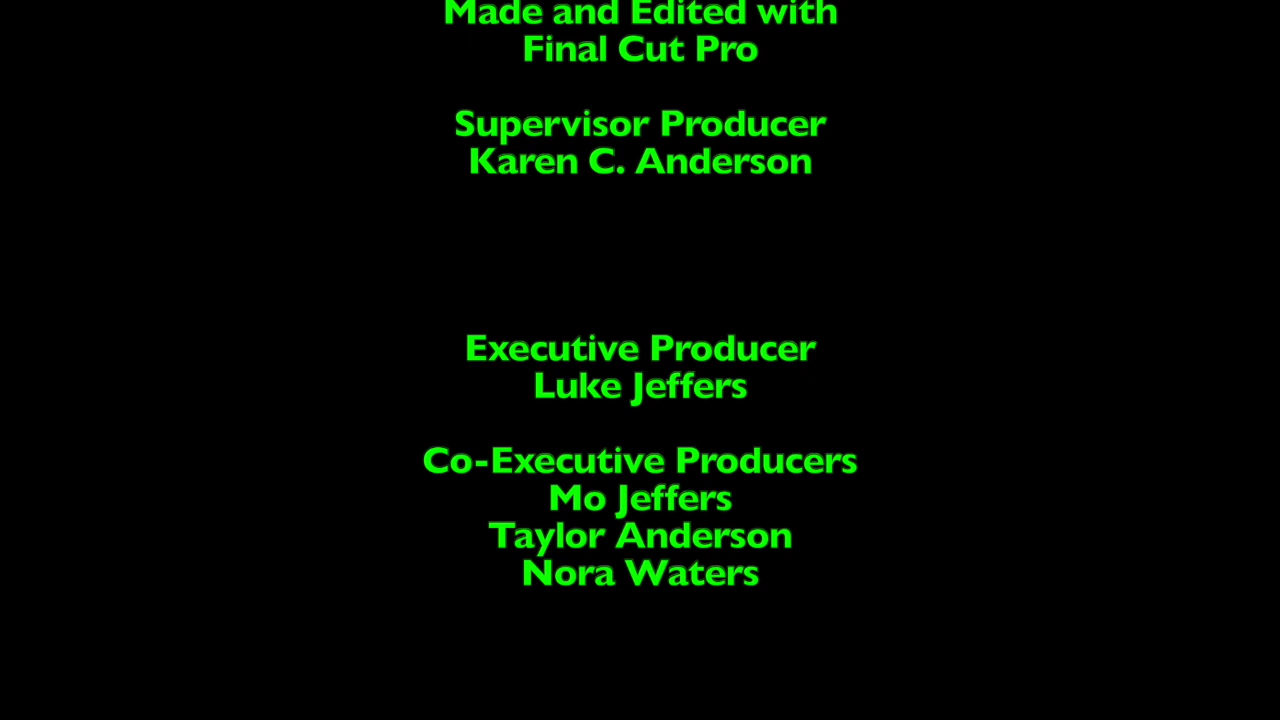 Made and Edited with
Final Cut Pro
Supervisor Producer
Karen C. Anderson
Executive Producer
Luke Jeffers
Co-Executive Producers
Mo Jeffers
Taylor Anderson
Nora Waters